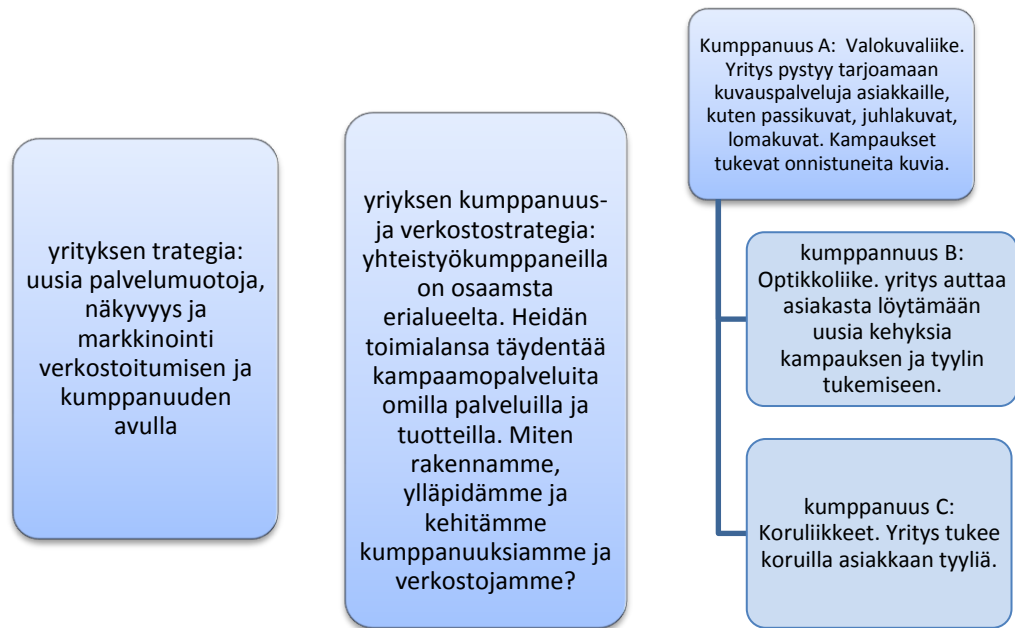 yrityksen trategia:
uusia palvelumuotoja,
näkyvyys ja
markkinointi
verkostoitumisen ja
kumppanuuden
avulla
yriyksen kumppanuus-
ja verkostostrategia:
yhteistyökumppaneilla
on osaamsta
erialueelta. Heidän
toimialansa täydentää
kampaamopalveluita
omilla palveluilla ja
tuotteilla. Miten
rakennamme,
ylläpidämme ja
kehitämme
kumppanuuksiamme ja
verkostojamme?
Kumppanuus A: Valokuvaliike.
Yritys pystyy tarjoamaan
kuvauspalveluja asiakkaille,
kuten passikuvat, juhlakuvat,
lomakuvat. Kampaukset
tukevat onnistuneita kuvia.
kumppannuus B:
Optikkoliike. yritys auttaa
asiakasta löytämään
uusia kehyksia
kampauksen ja tyylin
tukemiseen.
kumppanuus C:
Koruliikkeet. Yritys tukee
koruilla asiakkaan tyyliä.